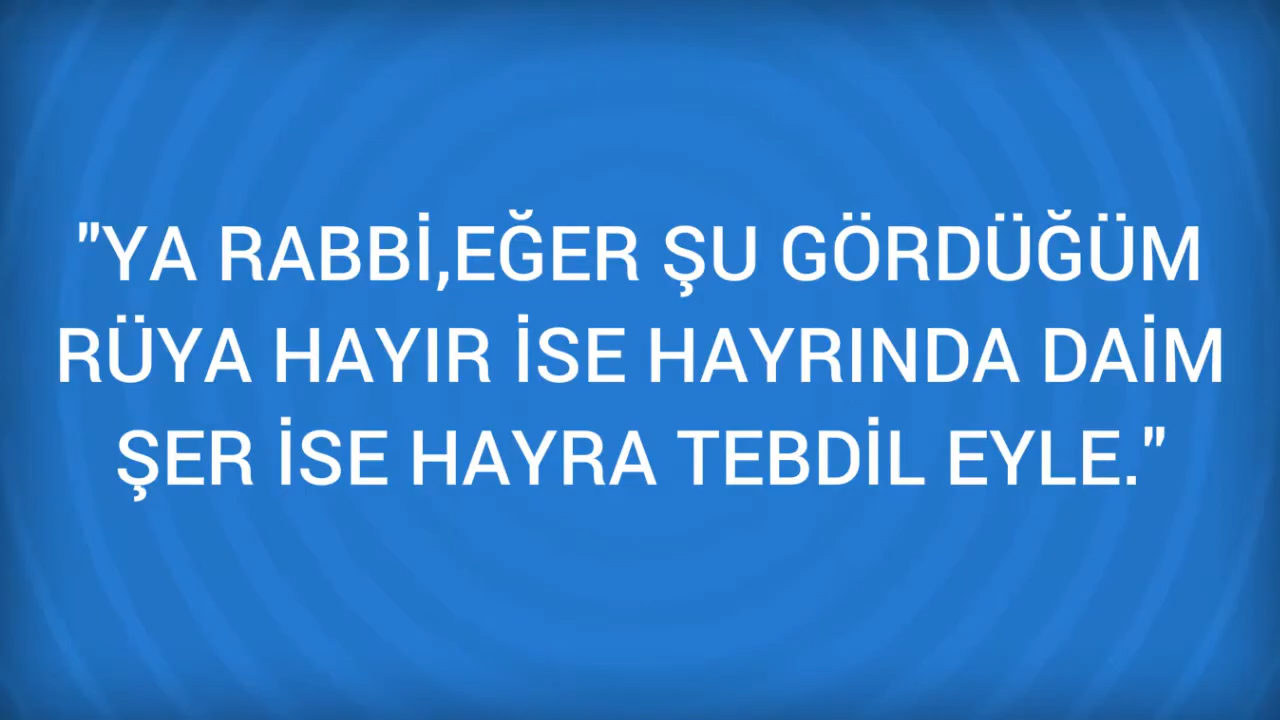 "YA RABBİ,EĞER ŞU GÖRDÜĞÜM
RÜYA HAYIR İSE HAYRINDA DAİM
ŞER İSE HAYRA TEBDİL EYLE."